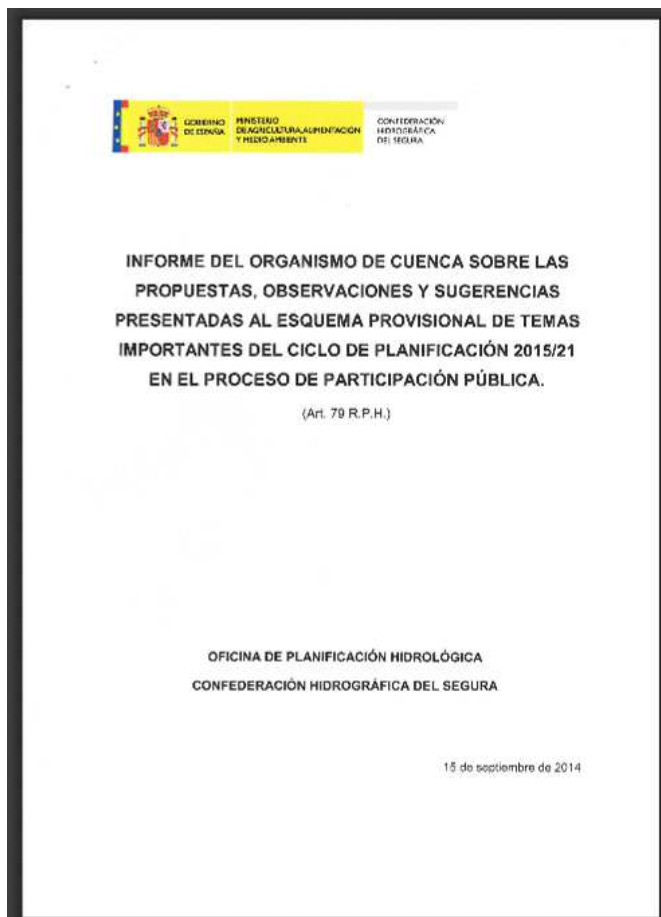 GOBIERNO
DE ESPAÑA
MINISTERIO
DE AGRICULTURA, ALIMENTACIÓN
Y MEDIO AMBIENTE
CONFEDERACIÓN
HIDROGRÁFICA
DEL SEGURA
INFORME DEL ORGANISMO DE CUENCA SOBRE LAS
PROPUESTAS, OBSERVACIONES Y SUGERENCIAS
PRESENTADAS AL ESQUEMA PROVISIONAL DE TEMAS
IMPORTANTES DEL CICLO DE PLANIFICACIÓN 2015/21
EN EL PROCESO DE PARTICIPACIÓN PÚBLICA.
(Art. 79 R.P.H.)
OFICINA DE PLANIFICACIÓN HIDROLÓGICA
CONFEDERACIÓN HIDROGRÁFICA DEL SEGURA
15 de septiembre de 2014